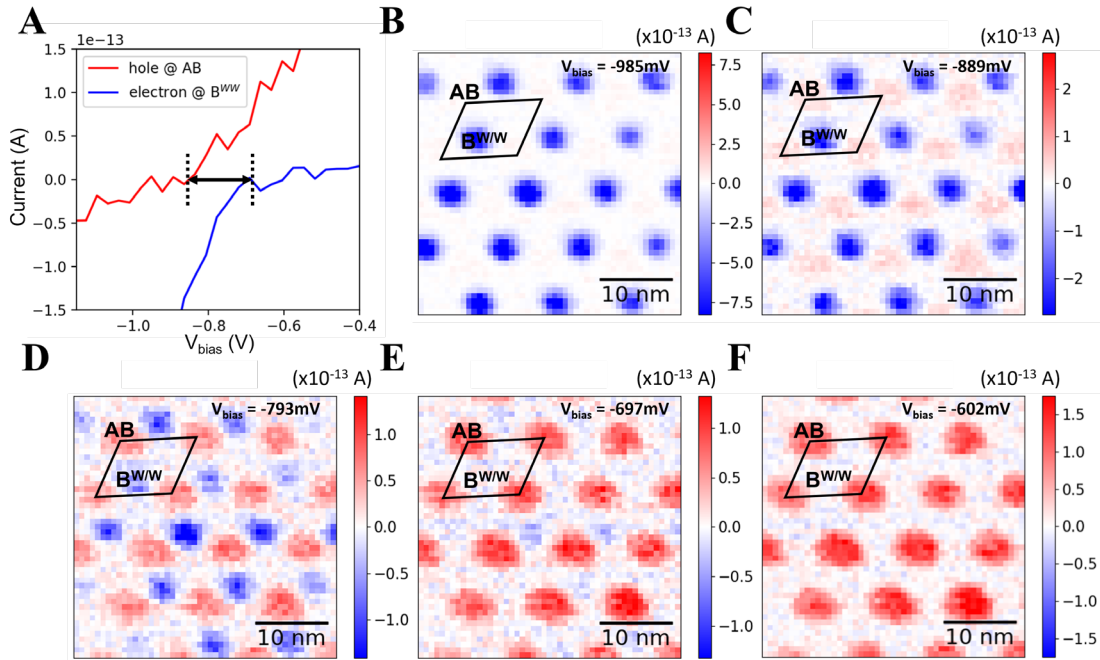 A
1e−13
1.5
1.0
0.5
0.0
−0.5
−1.0
−1.5
Current (A)
hole @ AB
electron @ B^WW
−1.0
−0.8
−0.6
−0.4
V_bias (V)
B
(x10⁻¹³ A)
V_bias = -985mV
AB
B^W/W
10 nm
7.5
5.0
2.5
0.0
−2.5
−5.0
−7.5
C
(x10⁻¹³ A)
V_bias = -889mV
AB
B^W/W
10 nm
2
1
0
−1
−2
D
(x10⁻¹³ A)
V_bias = -793mV
AB
B^W/W
10 nm
1.0
0.5
0.0
−0.5
−1.0
E
(x10⁻¹³ A)
V_bias = -697mV
AB
B^W/W
10 nm
1.0
0.5
0.0
−0.5
−1.0
F
(x10⁻¹³ A)
V_bias = -602mV
AB
B^W/W
10 nm
1.5
1.0
0.5
0.0
−0.5
−1.0
−1.5